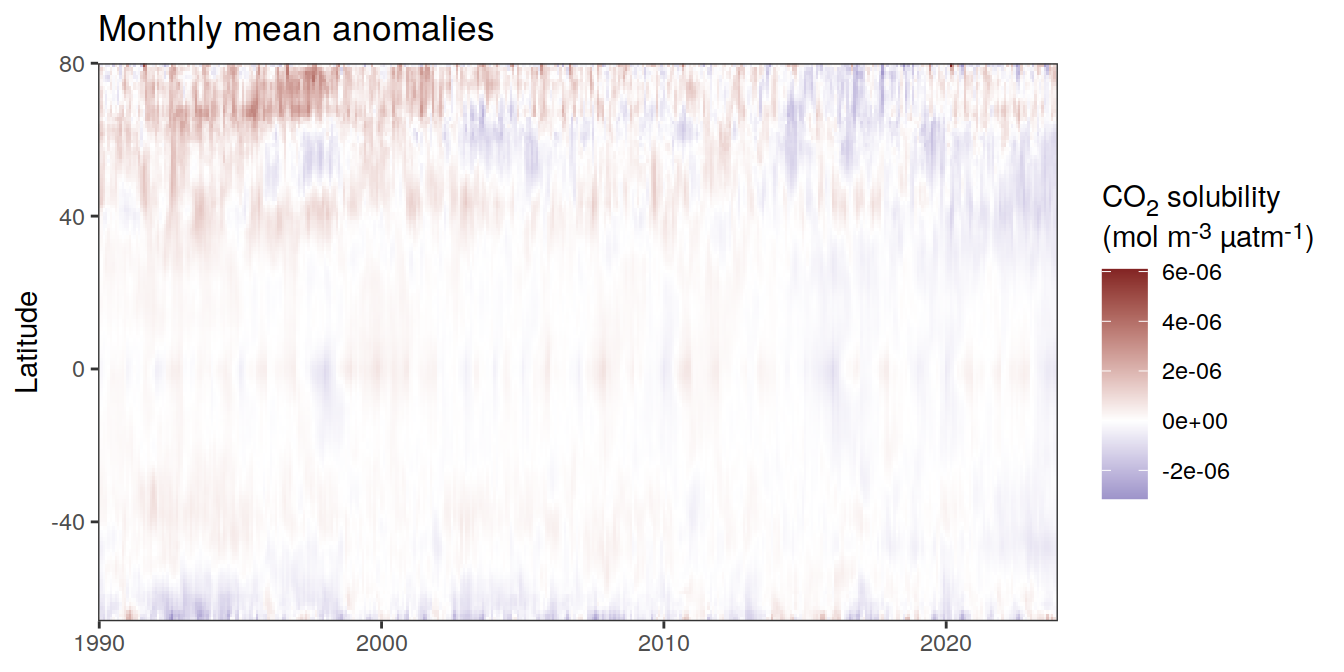 Monthly mean anomalies
80
40
0
-40
Latitude
1990
2000
2010
2020
CO₂ solubility
(mol m⁻³ µatm⁻¹)
6e-06
4e-06
2e-06
0e+00
-2e-06